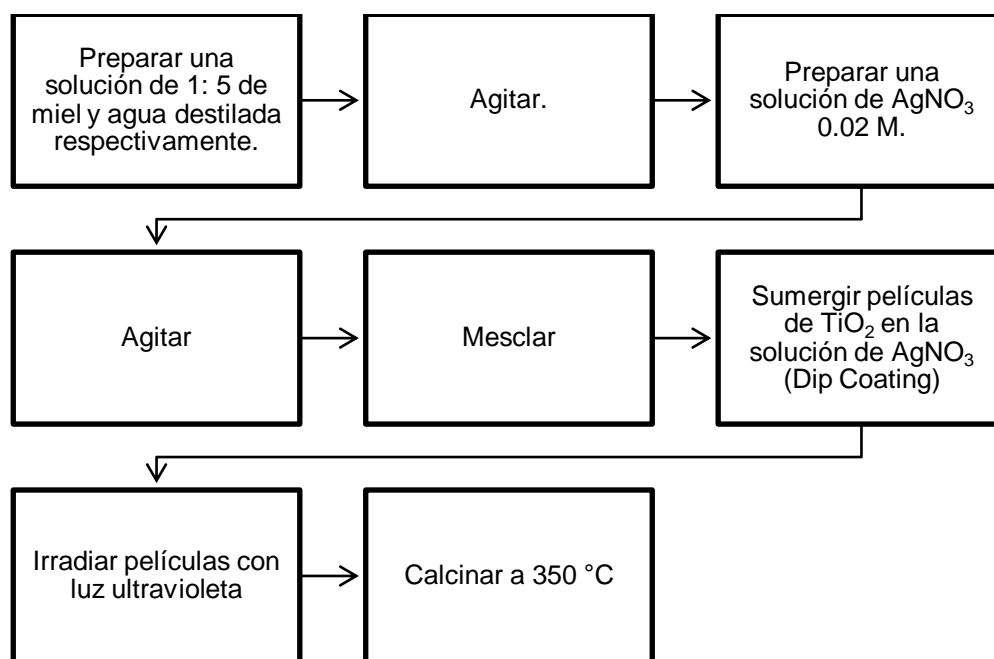 Preparar una
solución de 1: 5 de
miel y agua destilada
respectivamente.
Agitar.
Preparar una
solución de AgNO₃
0.02 M.
Agitar
Mesclar
Sumergir películas
de TiO₂ en la
solución de AgNO₃
(Dip Coating)
Irradiar películas con
luz ultravioleta
Calcinar a 350 °C